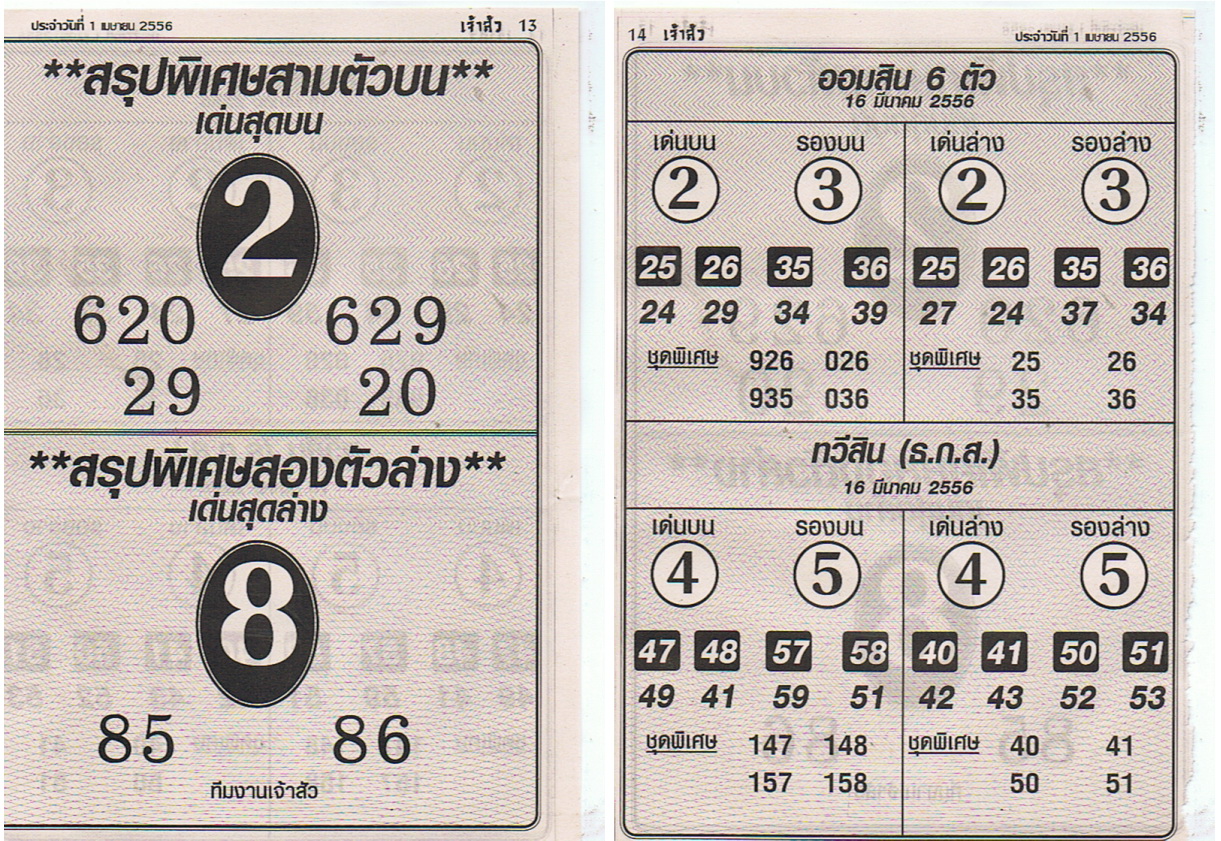 ประจำวันที่ 1 เมษายน 2556 เจ้าสัว 13
**สรุปพิเศษสามตัวบน**
เด่นสุดบน
2
620 629
29 20
**สรุปพิเศษสองตัวล่าง**
เด่นสุดล่าง
8
85 86
ทีมงานเจ้าสัว
14 เจ้าสัว ประจำวันที่ 1 เมษายน 2556
ออมสิน 6 ตัว
16 มีนาคม 2556
เด่นบน รองบน เด่นล่าง รองล่าง
2 3 2 3
25 26 35 36 25 26 35 36
24 29 34 39 27 24 37 34
ชุดพิเศษ 926 026 ชุดพิเศษ 25 26
935 036 35 36
ทวีสิน (ธ.ก.ส.)
16 มีนาคม 2556
เด่นบน รองบน เด่นล่าง รองล่าง
4 5 4 5
47 48 57 58 40 41 50 51
49 41 59 51 42 43 52 53
ชุดพิเศษ 147 148 ชุดพิเศษ 40 41
157 158 50 51